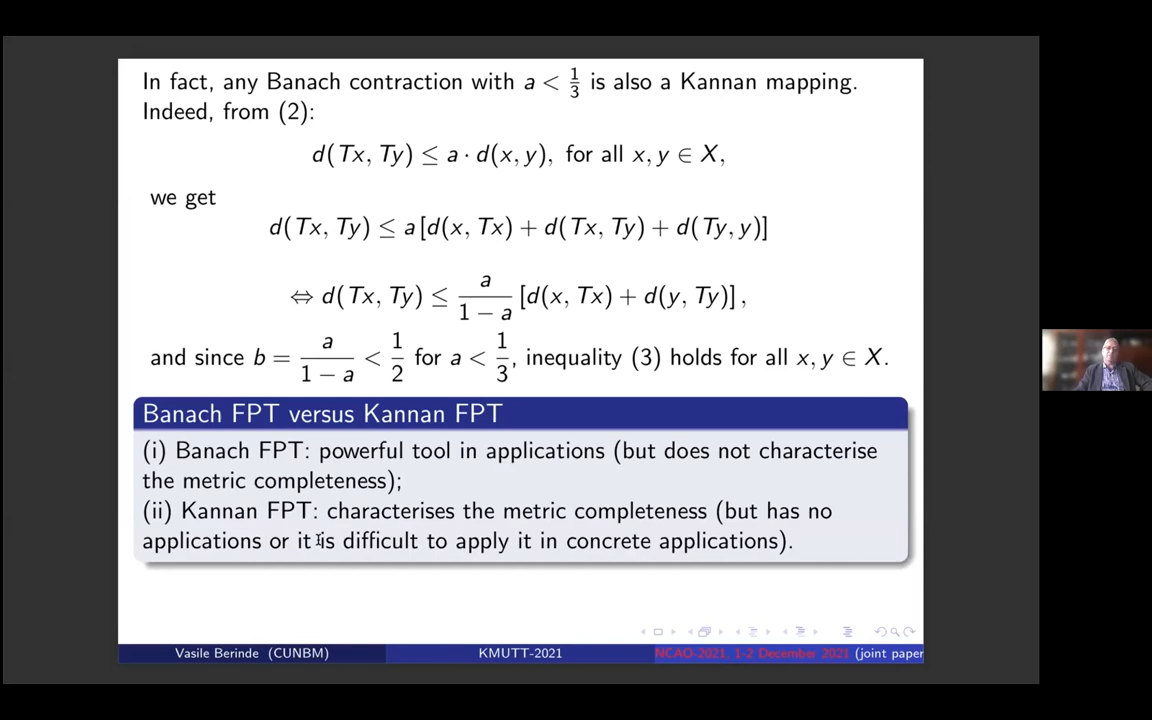 In fact, any Banach contraction with a < 1/3 is also a Kannan mapping.
Indeed, from (2):
d(Tx, Ty) ≤ a · d(x, y), for all x, y ∈ X,
we get
d(Tx, Ty) ≤ a [d(x, Tx) + d(Tx, Ty) + d(Ty, y)]
⇔ d(Tx, Ty) ≤ a/(1 − a) [d(x, Tx) + d(y, Ty)] ,
and since b = a/(1 − a) < 1/2 for a < 1/3, inequality (3) holds for all x, y ∈ X.
Banach FPT versus Kannan FPT
(i) Banach FPT: powerful tool in applications (but does not characterise
the metric completeness);
(ii) Kannan FPT: characterises the metric completeness (but has no
applications or it is difficult to apply it in concrete applications).
Vasile Berinde (CUNBM)
KMUTT-2021
NCAO-2021, 1-2 December 2021 (joint paper